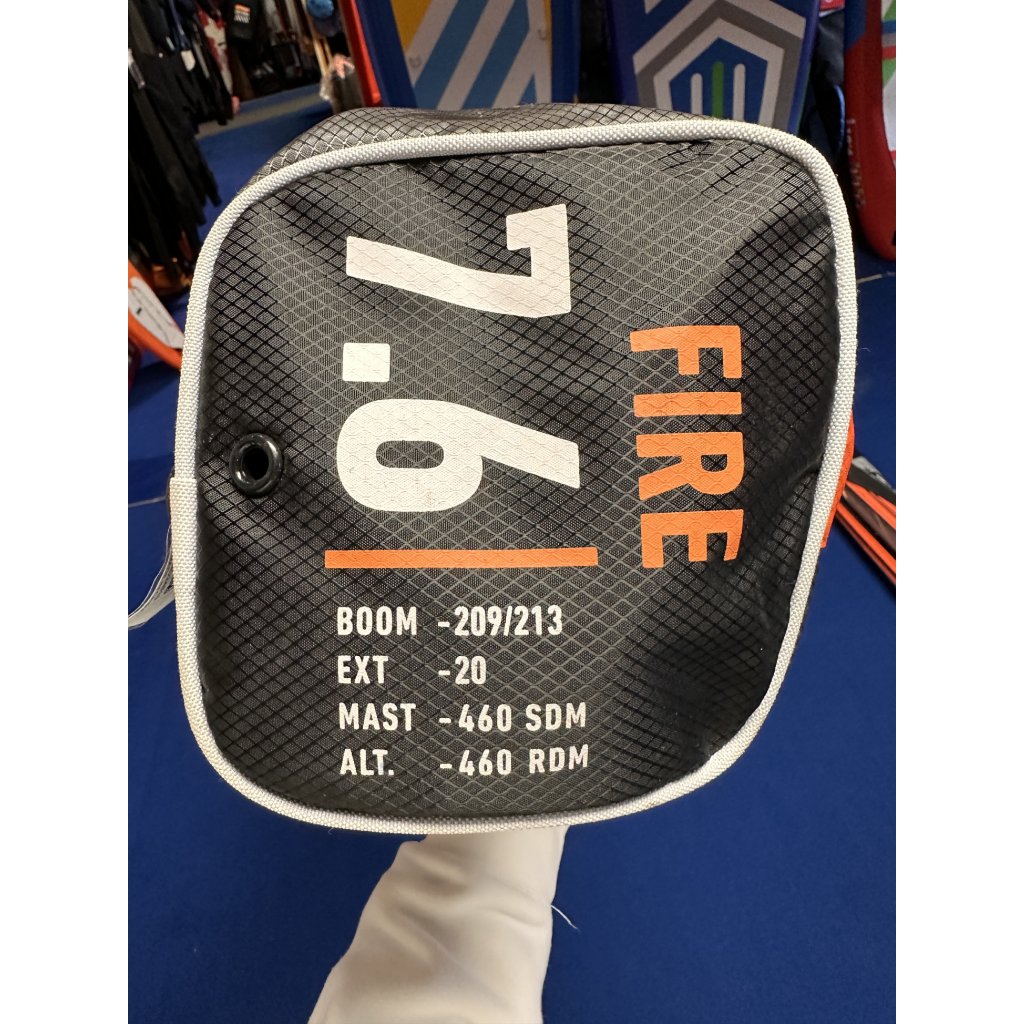 7.6
FIRE
BOOM -209/213
EXT -20
MAST -460 SDM
ALT. -460 RDM